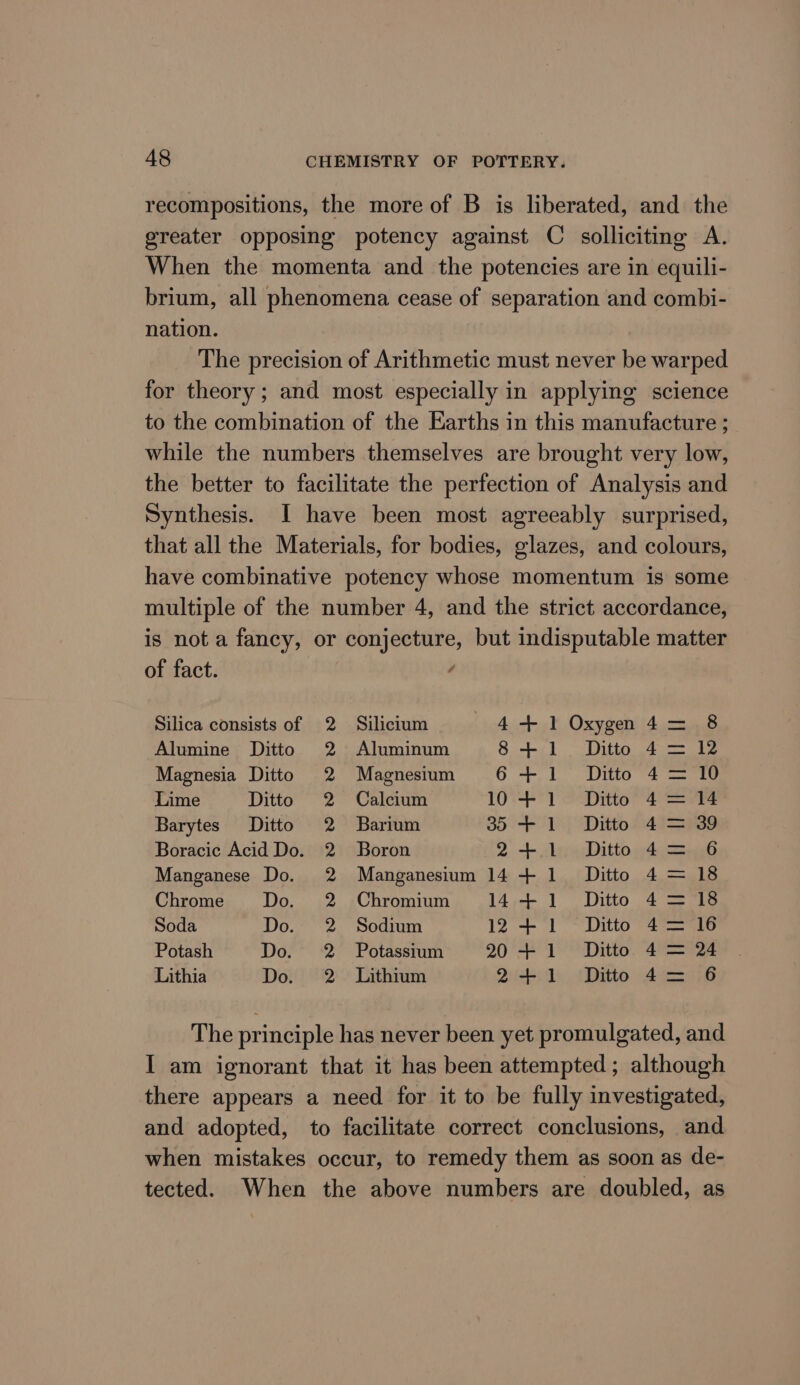 48 CHEMISTRY OF POTTERY.
recompositions, the more of B is liberated, and the
greater opposing potency against C solliciting A.
When the momenta and the potencies are in equili-
brium, all phenomena cease of separation and combi-
nation.
The precision of Arithmetic must never be warped
for theory; and most especially in applying science
to the combination of the Earths in this manufacture;
while the numbers themselves are brought very low,
the better to facilitate the perfection of Analysis and
Synthesis. I have been most agreeably surprised,
that all the Materials, for bodies, glazes, and colours,
have combinative potency whose momentum is some
multiple of the number 4, and the strict accordance,
is not a fancy, or conjecture, but indisputable matter
of fact.
Silica consists of 2 Silicium 4 + 1 Oxygen 4 = 8
Alumine Ditto 2 Aluminum 8 + 1 Ditto 4 = 12
Magnesia Ditto 2 Magnesium 6 + 1 Ditto 4 = 10
Lime Ditto 2 Calcium 10 + 1 Ditto 4 = 14
Barytes Ditto 2 Barium 35 + 1 Ditto 4 = 39
Boracic Acid Do. 2 Boron 2 + 1 Ditto 4 = 6
Manganese Do. 2 Manganesium 14 + 1 Ditto 4 = 18
Chrome Do. 2 Chromium 14 + 1 Ditto 4 = 18
Soda Do. 2 Sodium 12 + 1 Ditto 4 = 16
Potash Do. 2 Potassium 20 + 1 Ditto 4 = 24
Lithia Do. 2 Lithium 2 + 1 Ditto 4 = 6
The principle has never been yet promulgated, and
I am ignorant that it has been attempted; although
there appears a need for it to be fully investigated,
and adopted, to facilitate correct conclusions, and
when mistakes occur, to remedy them as soon as de-
tected. When the above numbers are doubled, as